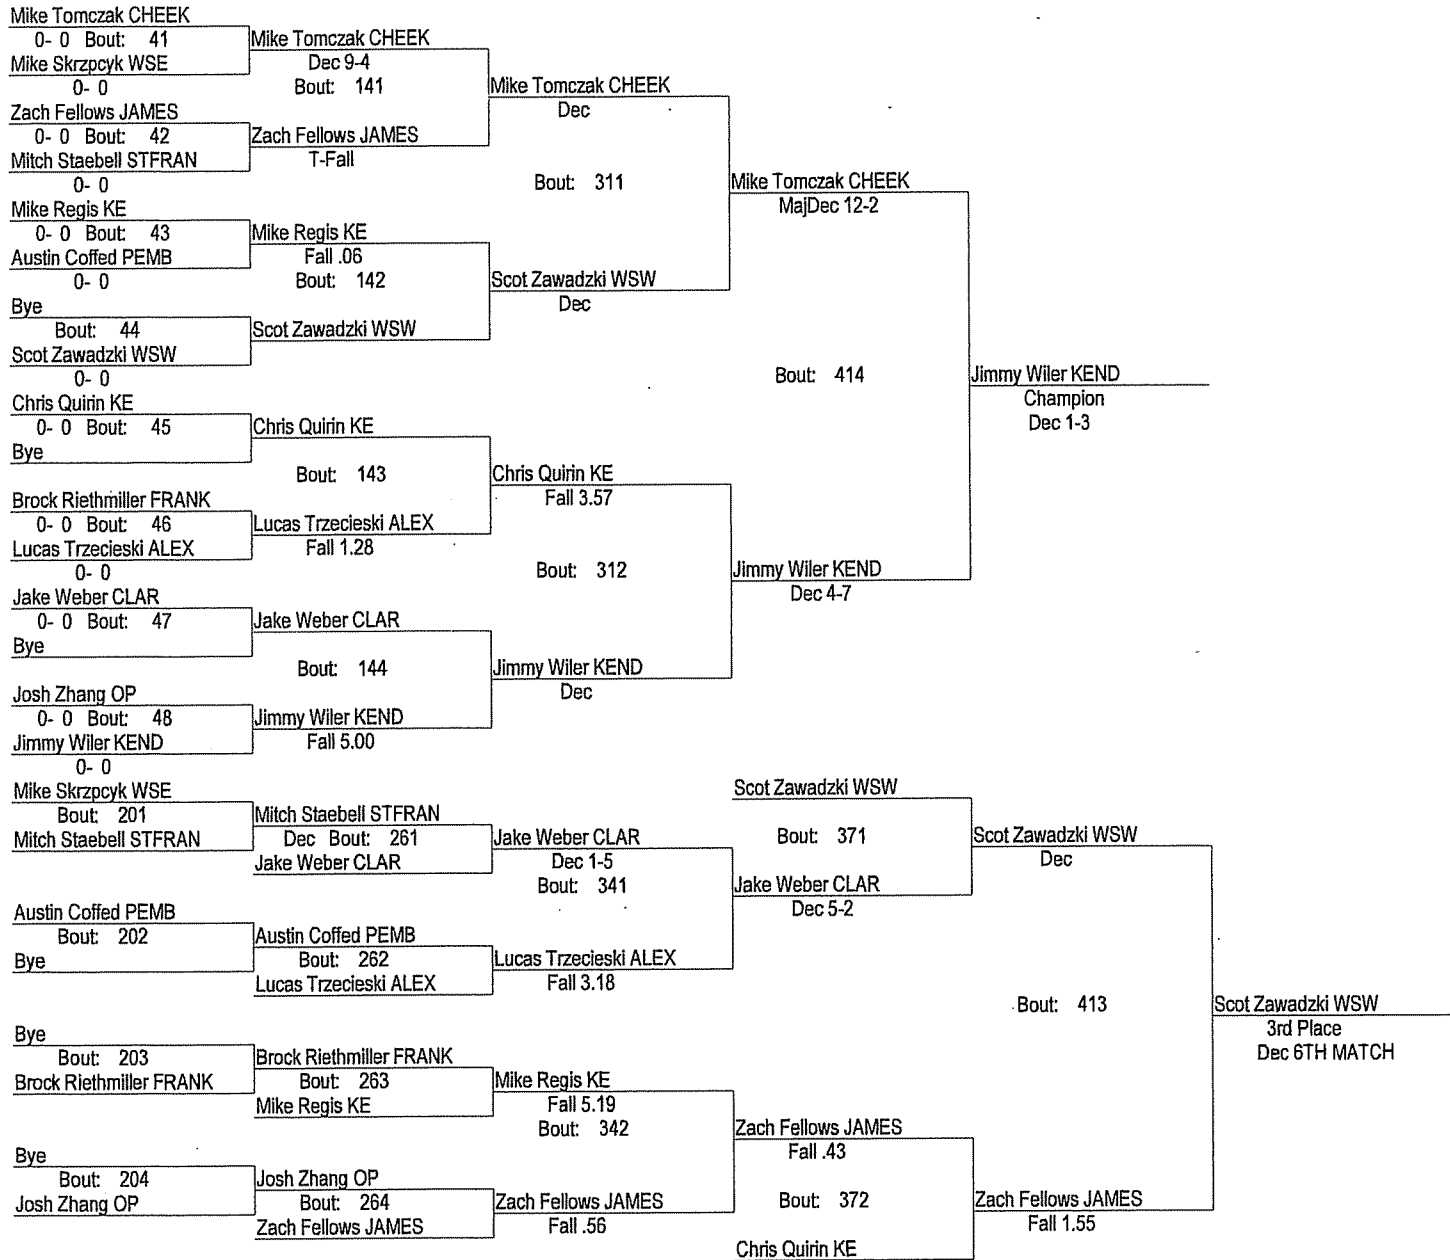 Mike Tomczak CHEEK
0- 0 Bout: 41
Mike Skrzpcyk WSE
0- 0
Zach Fellows JAMES
0- 0 Bout: 42
Mitch Staebell STFRAN
0- 0
Mike Regis KE
0- 0 Bout: 43
Austin Coffed PEMB
0- 0
Bye
Bout: 44
Scot Zawadzki WSW
0- 0
Chris Quirin KE
0- 0 Bout: 45
Bye
Brock Riethmiller FRANK
0- 0 Bout: 46
Lucas Trzecieski ALEX
0- 0
Jake Weber CLAR
0- 0 Bout: 47
Bye
Josh Zhang OP
0- 0 Bout: 48
Jimmy Wiler KEND
0- 0
Mike Tomczak CHEEK
Dec 9-4
Bout: 141
Zach Fellows JAMES
T-Fall
Mike Regis KE
Fall .06
Bout: 142
Scot Zawadzki WSW
Chris Quirin KE
Bout: 143
Lucas Trzecieski ALEX
Fall 1.28
Jake Weber CLAR
Bout: 144
Jimmy Wiler KEND
Fall 5.00
Mike Tomczak CHEEK
Dec
Bout: 311
Scot Zawadzki WSW
Dec
Chris Quirin KE
Fall 3.57
Bout: 312
Jimmy Wiler KEND
Dec
Mike Tomczak CHEEK
MajDec 12-2
Bout: 414
Jimmy Wiler KEND
Dec 4-7
Jimmy Wiler KEND
Champion
Dec 1-3
Mike Skrzpcyk WSE
Bout: 201
Mitch Staebell STFRAN
Austin Coffed PEMB
Bout: 202
Bye
Bye
Bout: 203
Brock Riethmiller FRANK
Bye
Bout: 204
Josh Zhang OP
Mitch Staebell STFRAN
Dec Bout: 261
Jake Weber CLAR
Austin Coffed PEMB
Bout: 262
Lucas Trzecieski ALEX
Brock Riethmiller FRANK
Bout: 263
Mike Regis KE
Josh Zhang OP
Bout: 264
Zach Fellows JAMES
Jake Weber CLAR
Dec 1-5
Bout: 341
Lucas Trzecieski ALEX
Fall 3.18
Mike Regis KE
Fall 5.19
Bout: 342
Zach Fellows JAMES
Fall .56
Scot Zawadzki WSW
Bout: 371
Jake Weber CLAR
Dec 5-2
Zach Fellows JAMES
Fall .43
Bout: 372
Chris Quirin KE
Scot Zawadzki WSW
Dec
Bout: 413
Zach Fellows JAMES
Fall 1.55
Scot Zawadzki WSW
3rd Place
Dec 6TH MATCH